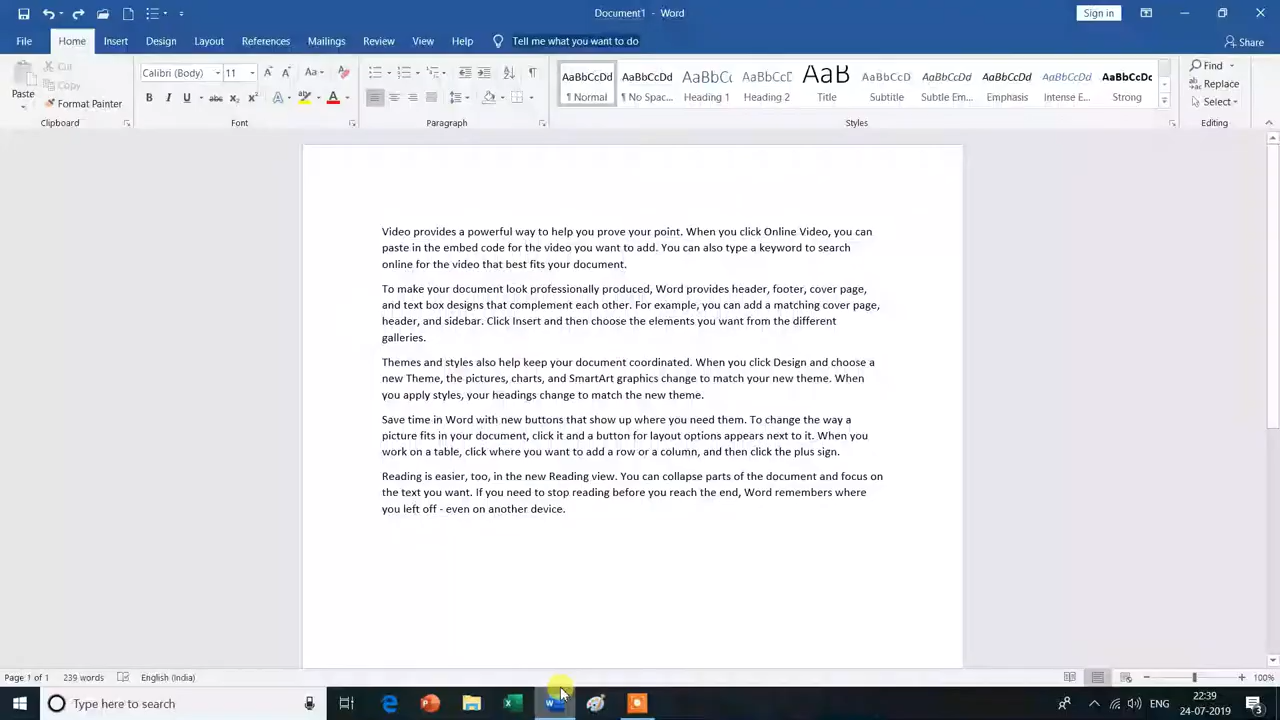 Document1 - Word
Sign in
File Home Insert Design Layout References Mailings Review View Help Tell me what you want to do
Share
Paste
Cut
Copy
Format Painter
Clipboard
Calibri (Body) 11
Aa
B I U abc x₂ x² A ab A
Font
Paragraph
AaBbCcDd AaBbCcDd AaBbCc AaBbCcD AaB AaBbCcD AaBbCcDd AaBbCcDd AaBbCcDd AaBbCcDc
¶ Normal ¶ No Spac... Heading 1 Heading 2 Title Subtitle Subtle Em... Emphasis Intense E... Strong
Styles
Find
Replace
Select
Editing
Video provides a powerful way to help you prove your point. When you click Online Video, you can
paste in the embed code for the video you want to add. You can also type a keyword to search
online for the video that best fits your document.
To make your document look professionally produced, Word provides header, footer, cover page,
and text box designs that complement each other. For example, you can add a matching cover page,
header, and sidebar. Click Insert and then choose the elements you want from the different
galleries.
Themes and styles also help keep your document coordinated. When you click Design and choose a
new Theme, the pictures, charts, and SmartArt graphics change to match your new theme. When
you apply styles, your headings change to match the new theme.
Save time in Word with new buttons that show up where you need them. To change the way a
picture fits in your document, click it and a button for layout options appears next to it. When you
work on a table, click where you want to add a row or a column, and then click the plus sign.
Reading is easier, too, in the new Reading view. You can collapse parts of the document and focus on
the text you want. If you need to stop reading before you reach the end, Word remembers where
you left off - even on another device.
Page 1 of 1 239 words English (India)
100%
Type here to search
ENG
22:39
24-07-2019